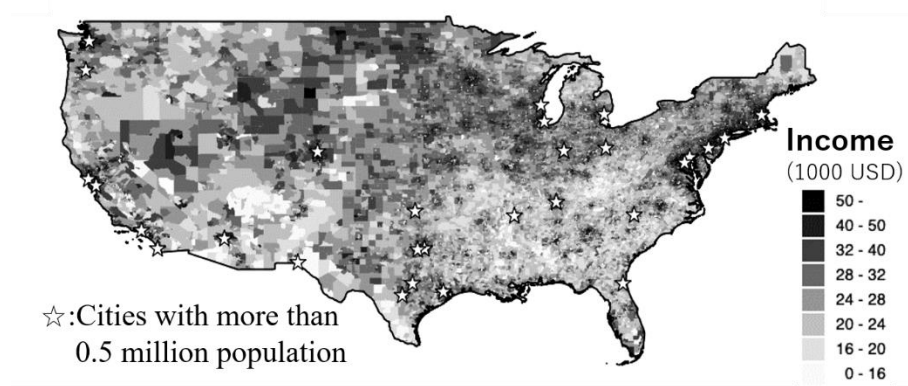 Income
(1000 USD)
50 -
40 - 50
32 - 40
28 - 32
24 - 28
20 - 24
16 - 20
0 - 16
☆:Cities with more than
0.5 million population